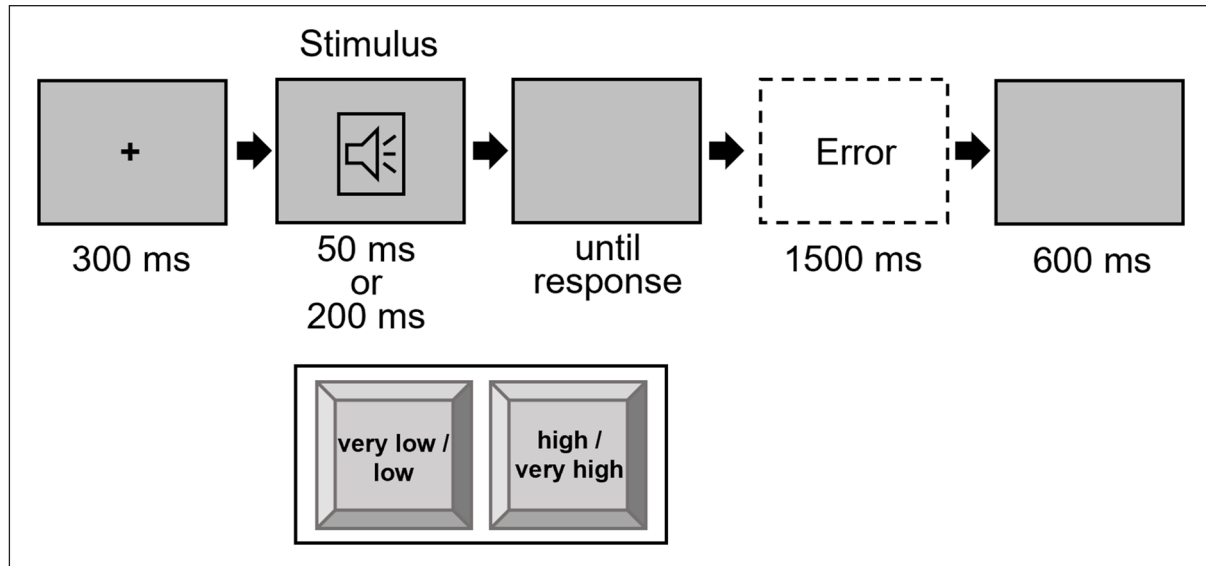 Stimulus
+
300 ms
50 ms
or
200 ms
until
response
Error
1500 ms
600 ms
very low /
low
high /
very high